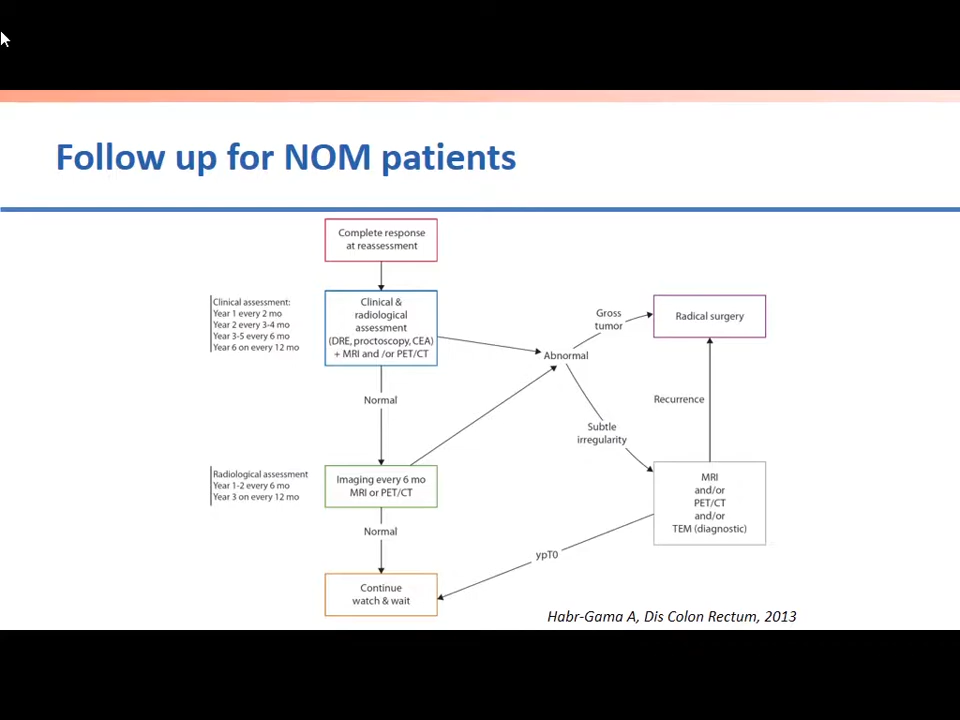 Follow up for NOM patients
Complete response
at reassessment
Clinical assessment:
Year 1 every 2 mo
Year 2 every 3-4 mo
Year 3-5 every 6 mo
Year 6 on every 12 mo
Clinical &
radiological
assessment
(DRE, proctoscopy, CEA)
+ MRI and /or PET/CT
Gross
tumor
Radical surgery
Abnormal
Normal
Recurrence
Subtle
irregularity
Radiological assessment
Year 1-2 every 6 mo
Year 3 on every 12 mo
Imaging every 6 mo
MRI or PET/CT
MRI
and/or
PET/CT
and/or
TEM (diagnostic)
Normal
ypT0
Continue
watch & wait
Habr-Gama A, Dis Colon Rectum, 2013